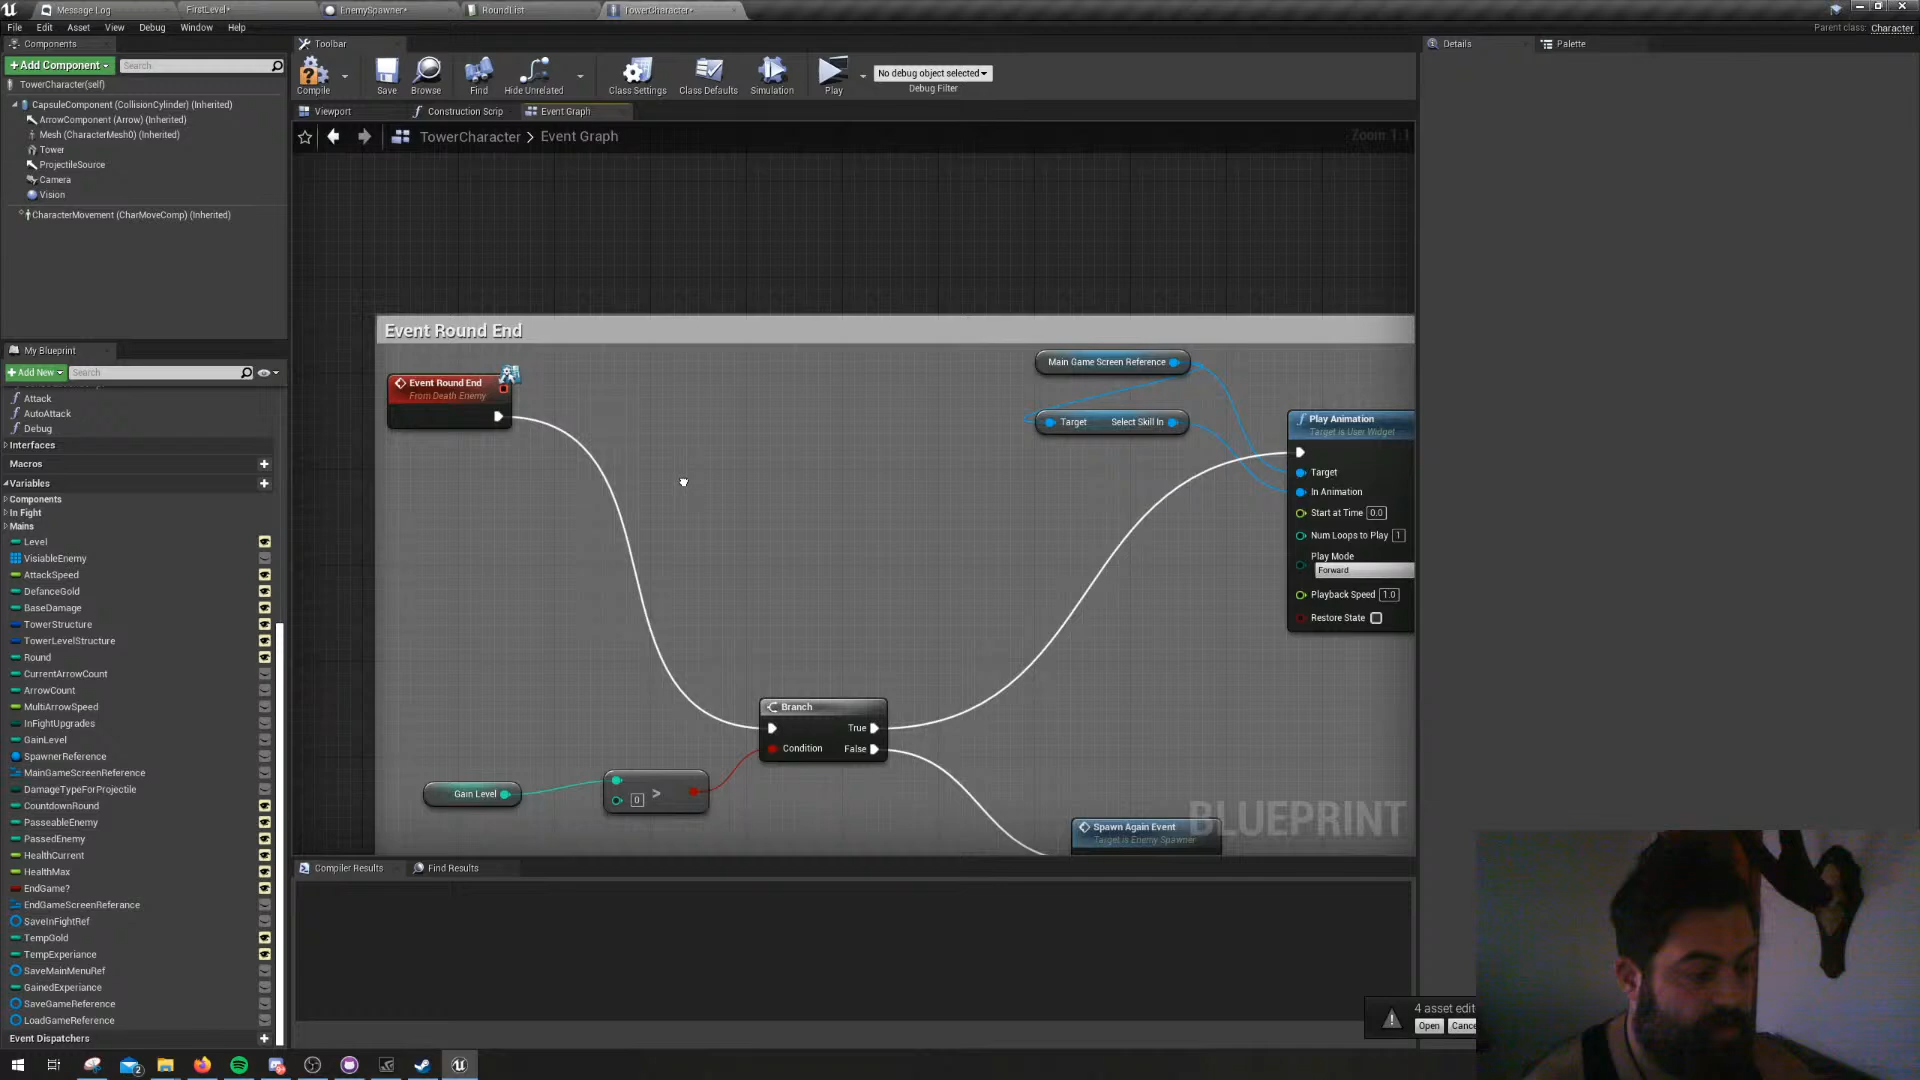 Message Log
FirstLevel*
EnemySpawner*
RoundList
TowerCharacter*
File Edit Asset View Debug Window Help
Parent class: Character
Components
Toolbar
Details
Palette
+Add Component
Search
TowerCharacter(self)
CapsuleComponent (CollisionCylinder) (Inherited)
ArrowComponent (Arrow) (Inherited)
Mesh (CharacterMesh0) (Inherited)
Tower
ProjectileSource
Camera
Vision
CharacterMovement (CharMoveComp) (Inherited)
Compile
Save
Browse
Find
Hide Unrelated
Class Settings
Class Defaults
Simulation
Play
No debug object selected
Debug Filter
Viewport
Construction Scrip
Event Graph
TowerCharacter > Event Graph
Zoom 1:1
Event Round End
Event Round End
From Death Enemy
Main Game Screen Reference
Target Select Skill In
Play Animation
Target is User Widget
Target
In Animation
Start at Time 0.0
Num Loops to Play 1
Play Mode
Forward
Playback Speed 1.0
Restore State
Branch
True
Condition False
Gain Level
0 >
Spawn Again Event
Target is Enemy Spawner
BLUEPRINT
My Blueprint
+Add New
Search
Attack
AutoAttack
Debug
Interfaces
Macros
Variables
Components
In Fight
Mains
Level
VisiableEnemy
AttackSpeed
DefanceGold
BaseDamage
TowerStructure
TowerLevelStructure
Round
CurrentArrowCount
ArrowCount
MultiArrowSpeed
InFightUpgrades
GainLevel
SpawnerReference
MainGameScreenReference
DamageTypeForProjectile
CountdownRound
PasseableEnemy
PassedEnemy
HealthCurrent
HealthMax
EndGame?
EndGameScreenReferance
SaveInFightRef
TempGold
TempExperiance
SaveMainMenuRef
GainedExperiance
SaveGameReference
LoadGameReference
Event Dispatchers
Compiler Results
Find Results
4 asset edit
Open
Cance
2